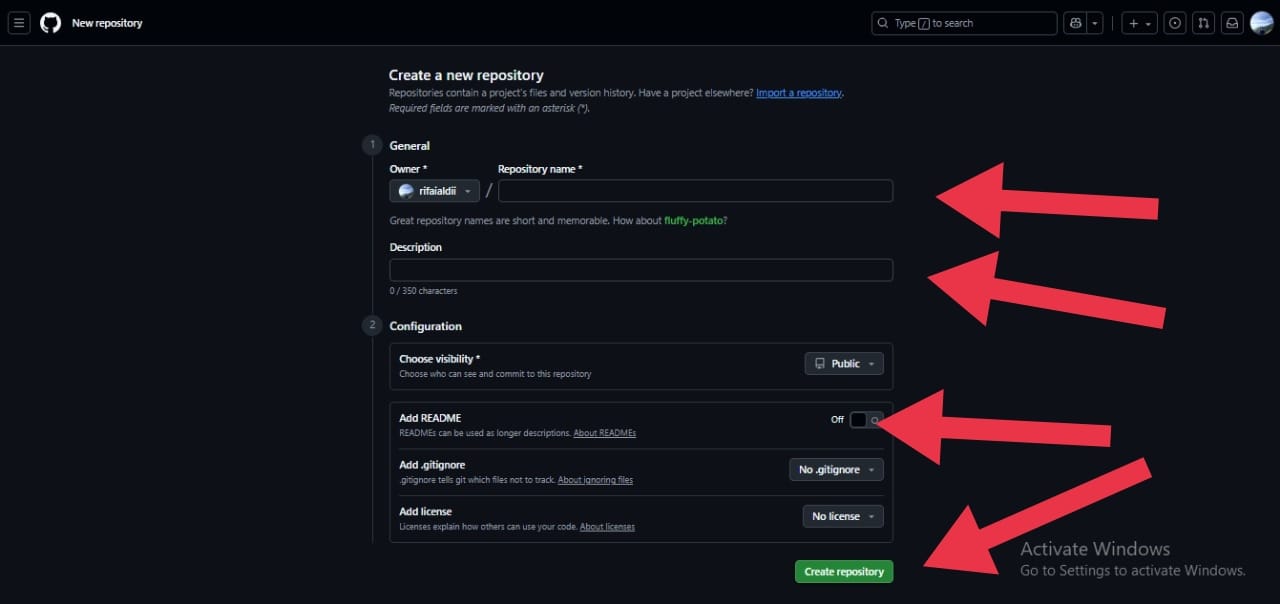 New repository
Type / to search
Create a new repository
Repositories contain a project's files and version history. Have a project elsewhere? Import a repository.
Required fields are marked with an asterisk (*).
1 General
Owner * Repository name *
rifaialdii /
Great repository names are short and memorable. How about fluffy-potato?
Description
0 / 350 characters
2 Configuration
Choose visibility * Public
Choose who can see and commit to this repository
Add README Off
READMEs can be used as longer descriptions. About READMEs
Add .gitignore No .gitignore
.gitignore tells git which files not to track. About ignoring files
Add license No license
Licenses explain how others can use your code. About licenses
Create repository
Activate Windows
Go to Settings to activate Windows.